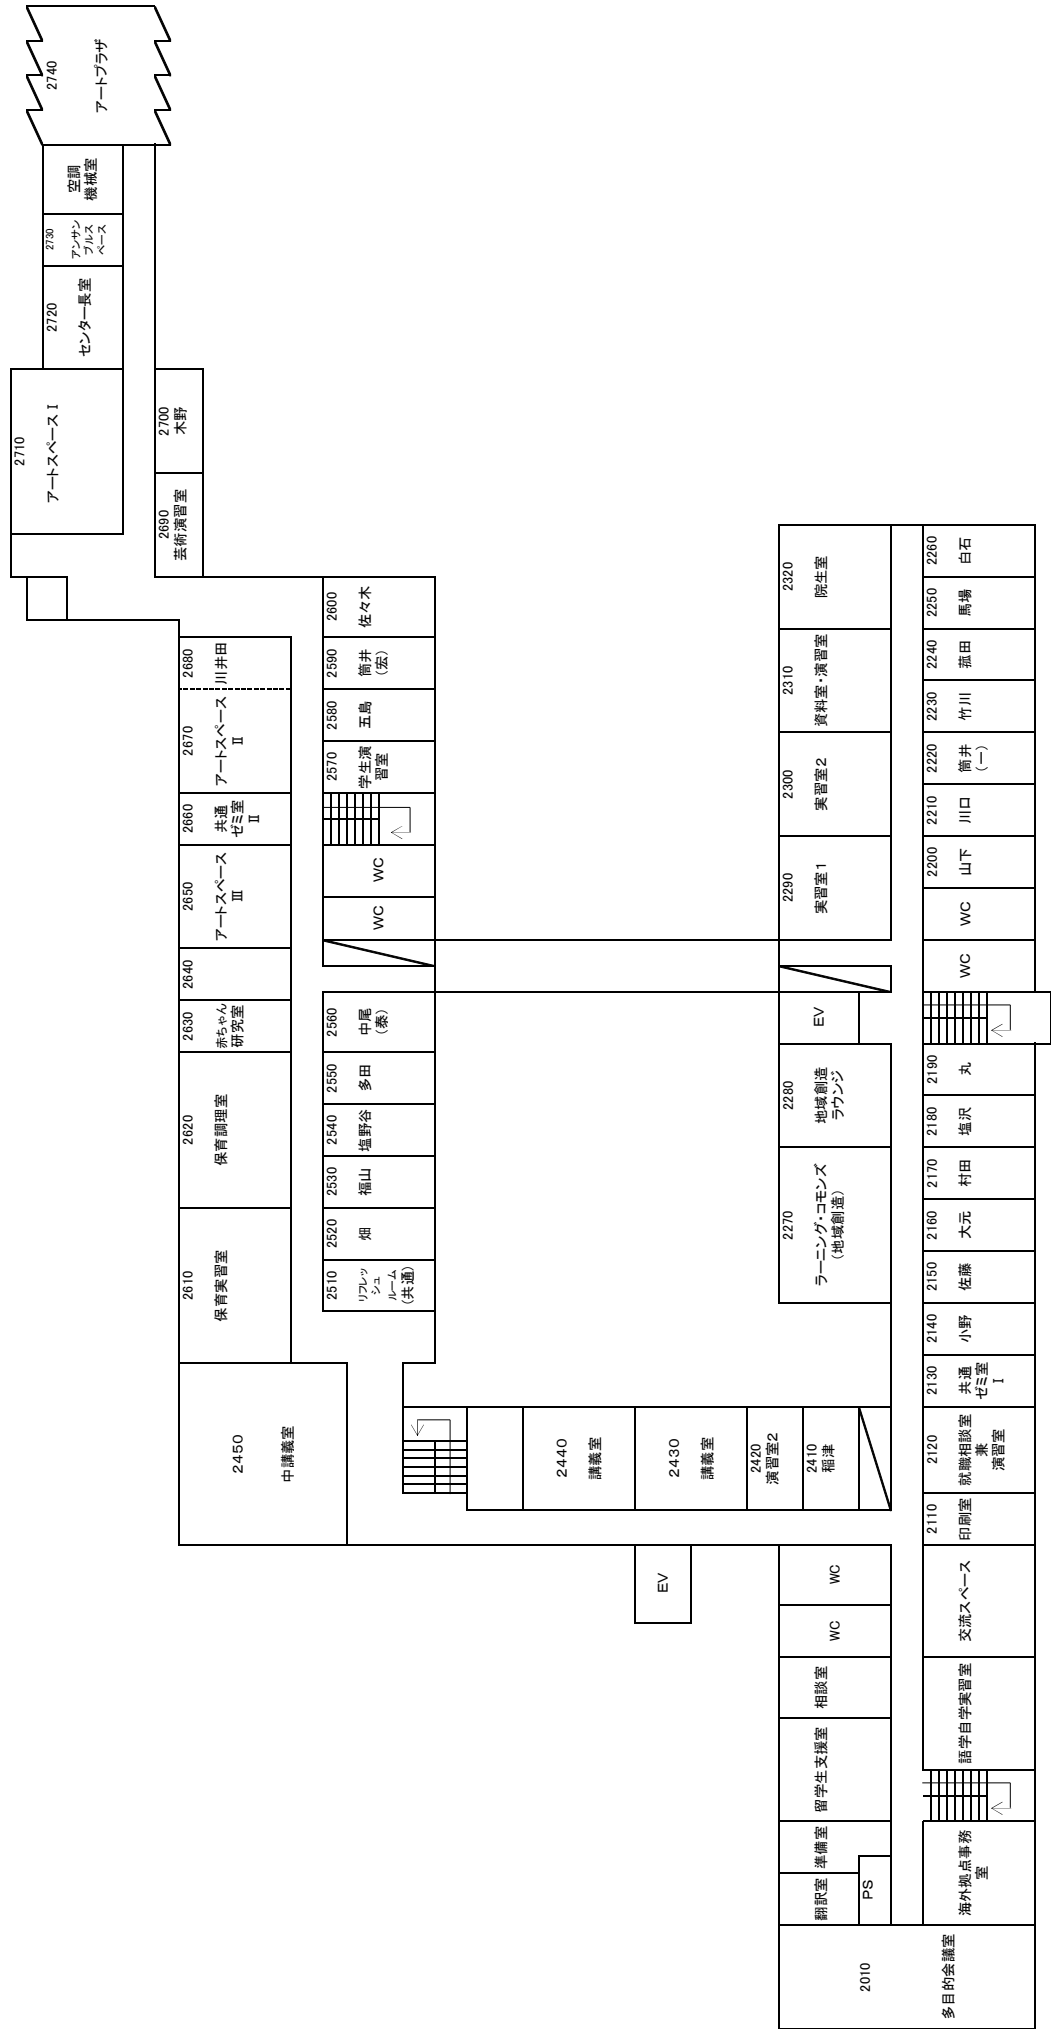 2740
アートプラザ
空調
機械室
2730
アンサン
ブルス
ペース
2720
センター長室
2710
アートスペースⅠ
2700
木野
2690
芸術演習室
2680
川井田
2670
アートスペース
Ⅱ
2660
共通
ゼミ室
Ⅱ
2650
アートスペース
Ⅲ
2640
2630
赤ちゃん
研究室
2620
保育調理室
2610
保育実習室
2600
佐々木
2590
筒井
(宏)
2580
五島
2570
学生演
習室
WC
WC
2560
中尾
(泰)
2550
多田
2540
塩野谷
2530
福山
2520
畑
2510
リフレッ
シュ
ルーム
(共通)
2450
中講義室
2440
講義室
2430
講義室
2420
演習室2
2410
稲津
EV
2320
院生室
2310
資料室・演習室
2300
実習室2
2290
実習室1
EV
2280
地域創造
ラウンジ
2270
ラーニング・コモンズ
(地域創造)
WC
WC
相談室
留学生支援室
準備室
翻訳室
PS
2260
白石
2250
馬場
2240
菰田
2230
竹川
2220
筒井
(一)
2210
川口
2200
山下
WC
WC
2190
丸
2180
塩沢
2170
村田
2160
大元
2150
佐藤
2140
小野
2130
共通
ゼミ室
Ⅰ
2120
就職相談室
兼
演習室
2110
印刷室
交流スペース
語学自学実習室
海外拠点事務
室
2010
多目的会議室